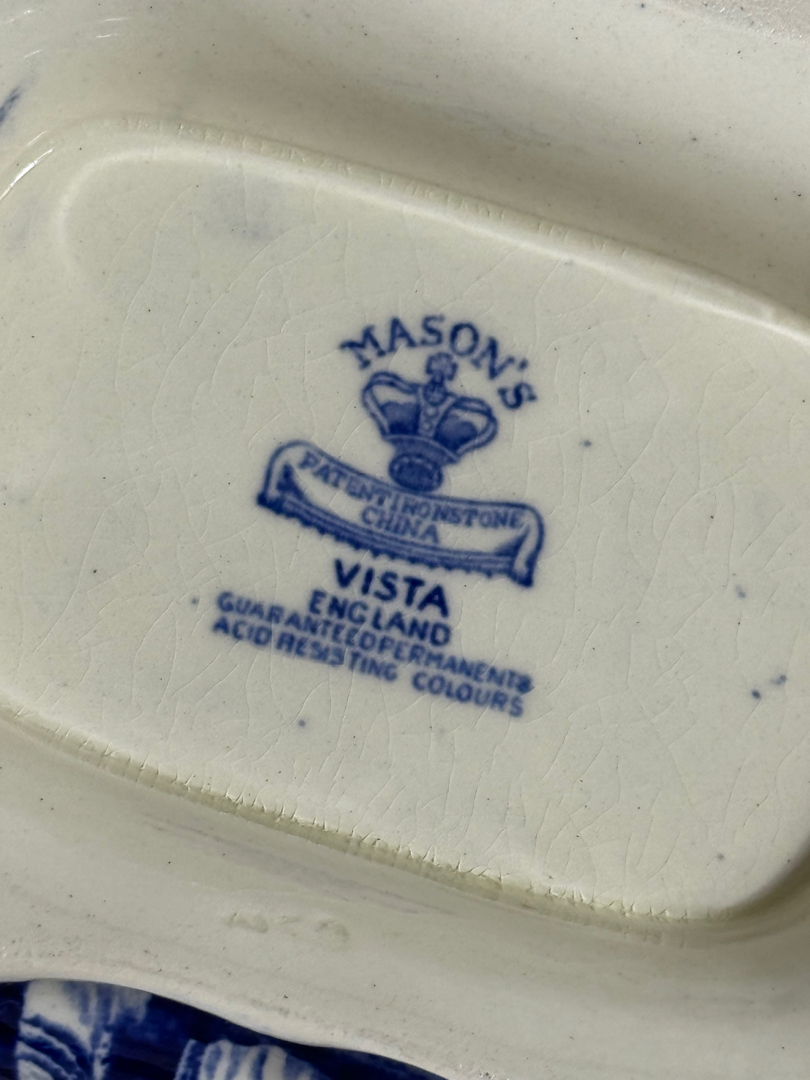 MASON'S
PATENT IRONSTONE
CHINA
VISTA
ENGLAND
GUARANTEED PERMANENT &
ACID RESISTING COLOURS